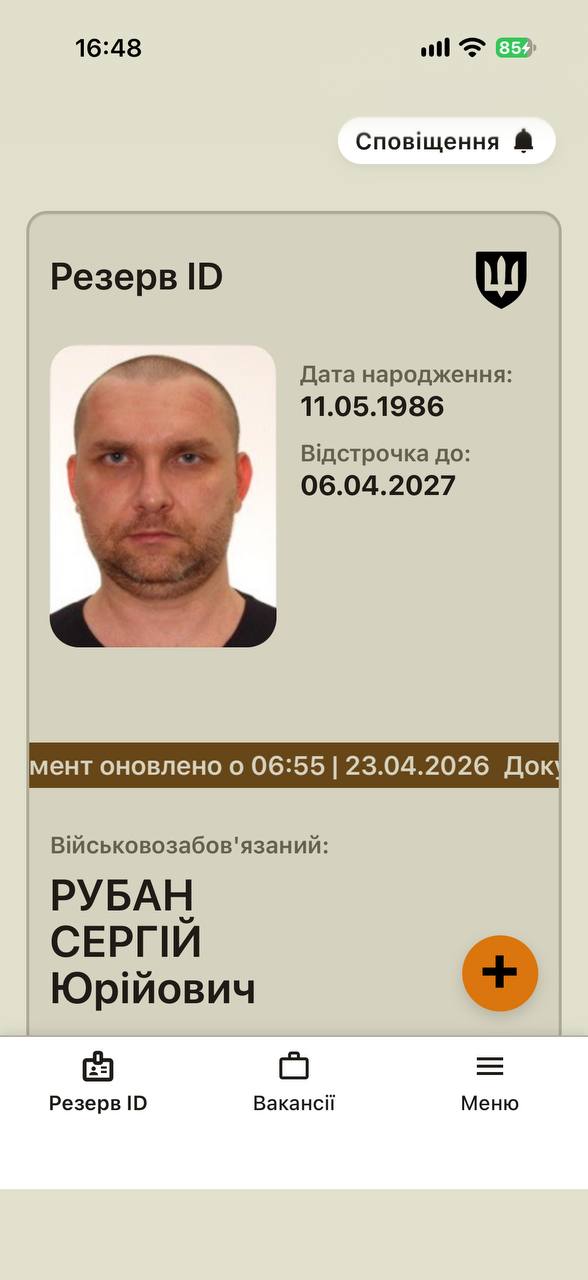 16:48
85
Сповіщення
Резерв ID
Дата народження:
11.05.1986
Відстрочка до:
06.04.2027
мент оновлено о 06:55 | 23.04.2026 Доку
Військовозабов'язаний:
РУБАН
СЕРГІЙ
Юрійович
Резерв ID
Вакансії
Меню